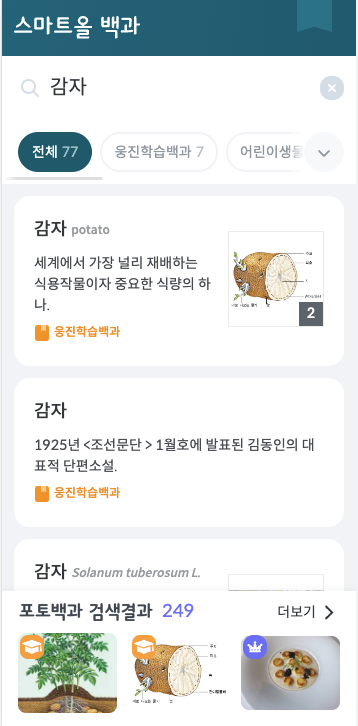 스마트올 백과
감자
전체 77
웅진학습백과 7
어린이생물
감자 potato
세계에서 가장 널리 재배하는
식용작물이자 중요한 식량의 하
나.
2
웅진학습백과
감자
1925년 <조선문단 > 1월호에 발표된 김동인의 대
표적 단편소설.
웅진학습백과
감자 Solanum tuberosum L.
포토백과 검색결과 249
더보기